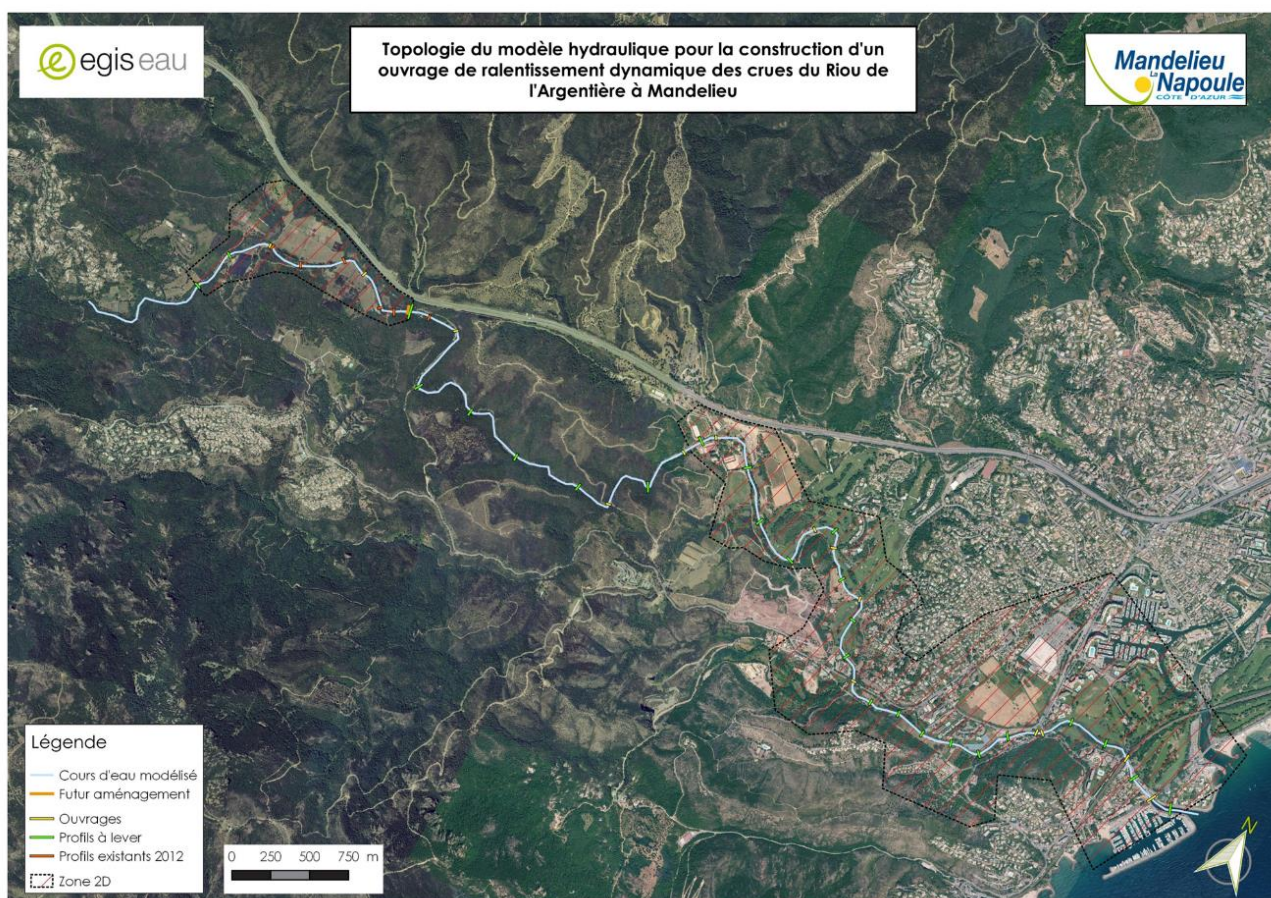 egis eau
Topologie du modèle hydraulique pour la construction d'un
ouvrage de ralentissement dynamique des crues du Riou de
l'Argentière à Mandelieu
Mandelieu
La Napoule
CÔTE D'AZUR
Légende
Cours d'eau modélisé
Futur aménagement
Ouvrages
Profils à lever
Profils existants 2012
Zone 2D
0 250 500 750 m
N